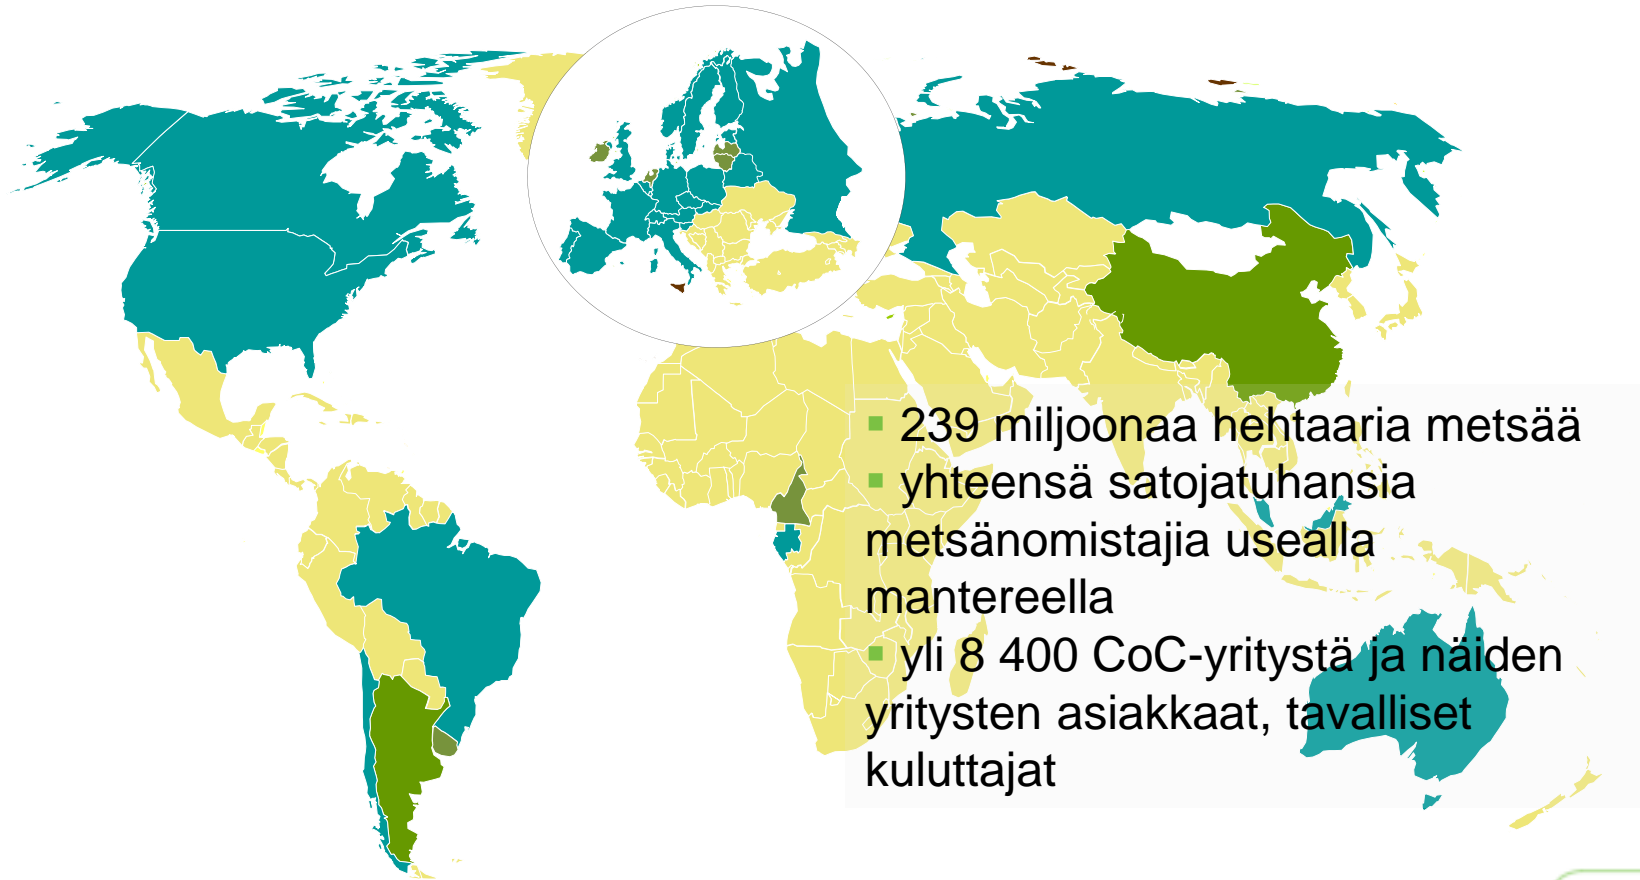 ▪ 239 miljoonaa hehtaaria metsää
▪ yhteensä satojatuhansia
metsänomistajia usealla
mantereella
▪ yli 8 400 CoC-yritystä ja näiden
yritysten asiakkaat, tavalliset
kuluttajat